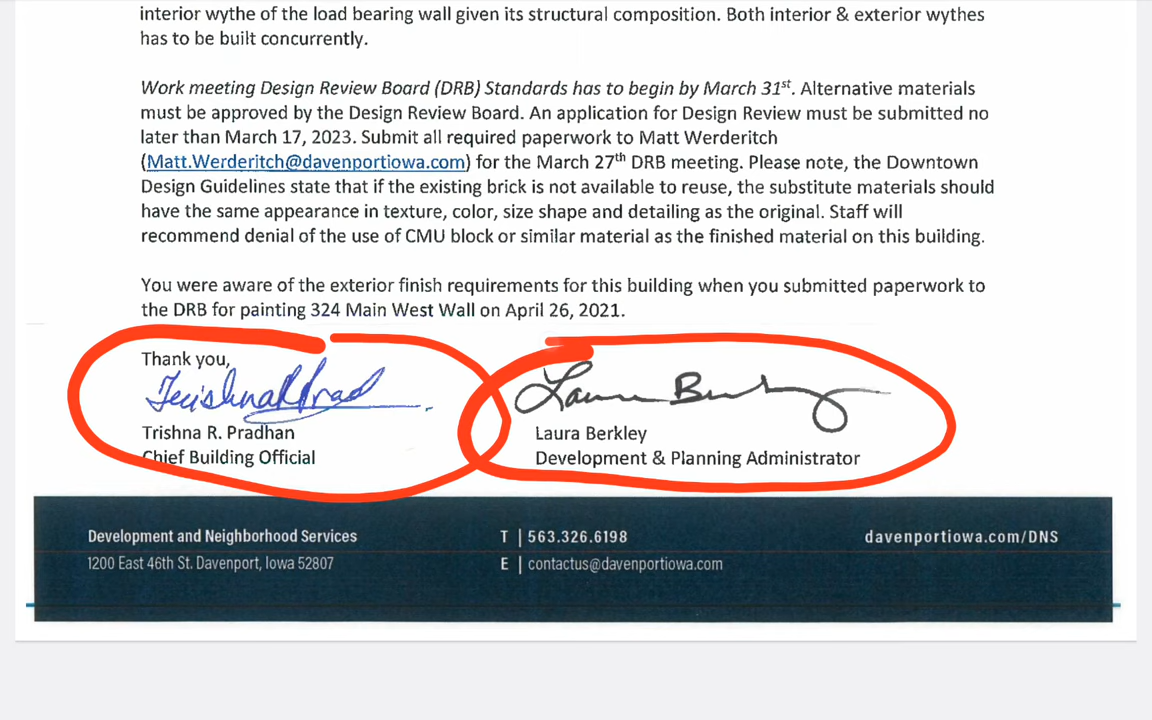 interior wythe of the load bearing wall given its structural composition. Both interior & exterior wythes
has to be built concurrently.
Work meeting Design Review Board (DRB) Standards has to begin by March 31st. Alternative materials
must be approved by the Design Review Board. An application for Design Review must be submitted no
later than March 17, 2023. Submit all required paperwork to Matt Werderitch
(Matt.Werderitch@davenportiowa.com) for the March 27th DRB meeting. Please note, the Downtown
Design Guidelines state that if the existing brick is not available to reuse, the substitute materials should
have the same appearance in texture, color, size shape and detailing as the original. Staff will
recommend denial of the use of CMU block or similar material as the finished material on this building.
You were aware of the exterior finish requirements for this building when you submitted paperwork to
the DRB for painting 324 Main West Wall on April 26, 2021.
Thank you,
Trishna R. Pradhan
Chief Building Official
Laura Berkley
Laura Berkley
Development & Planning Administrator
Development and Neighborhood Services
1200 East 46th St. Davenport, Iowa 52807
T | 563.326.6198
E | contactus@davenportiowa.com
davenportiowa.com/DNS